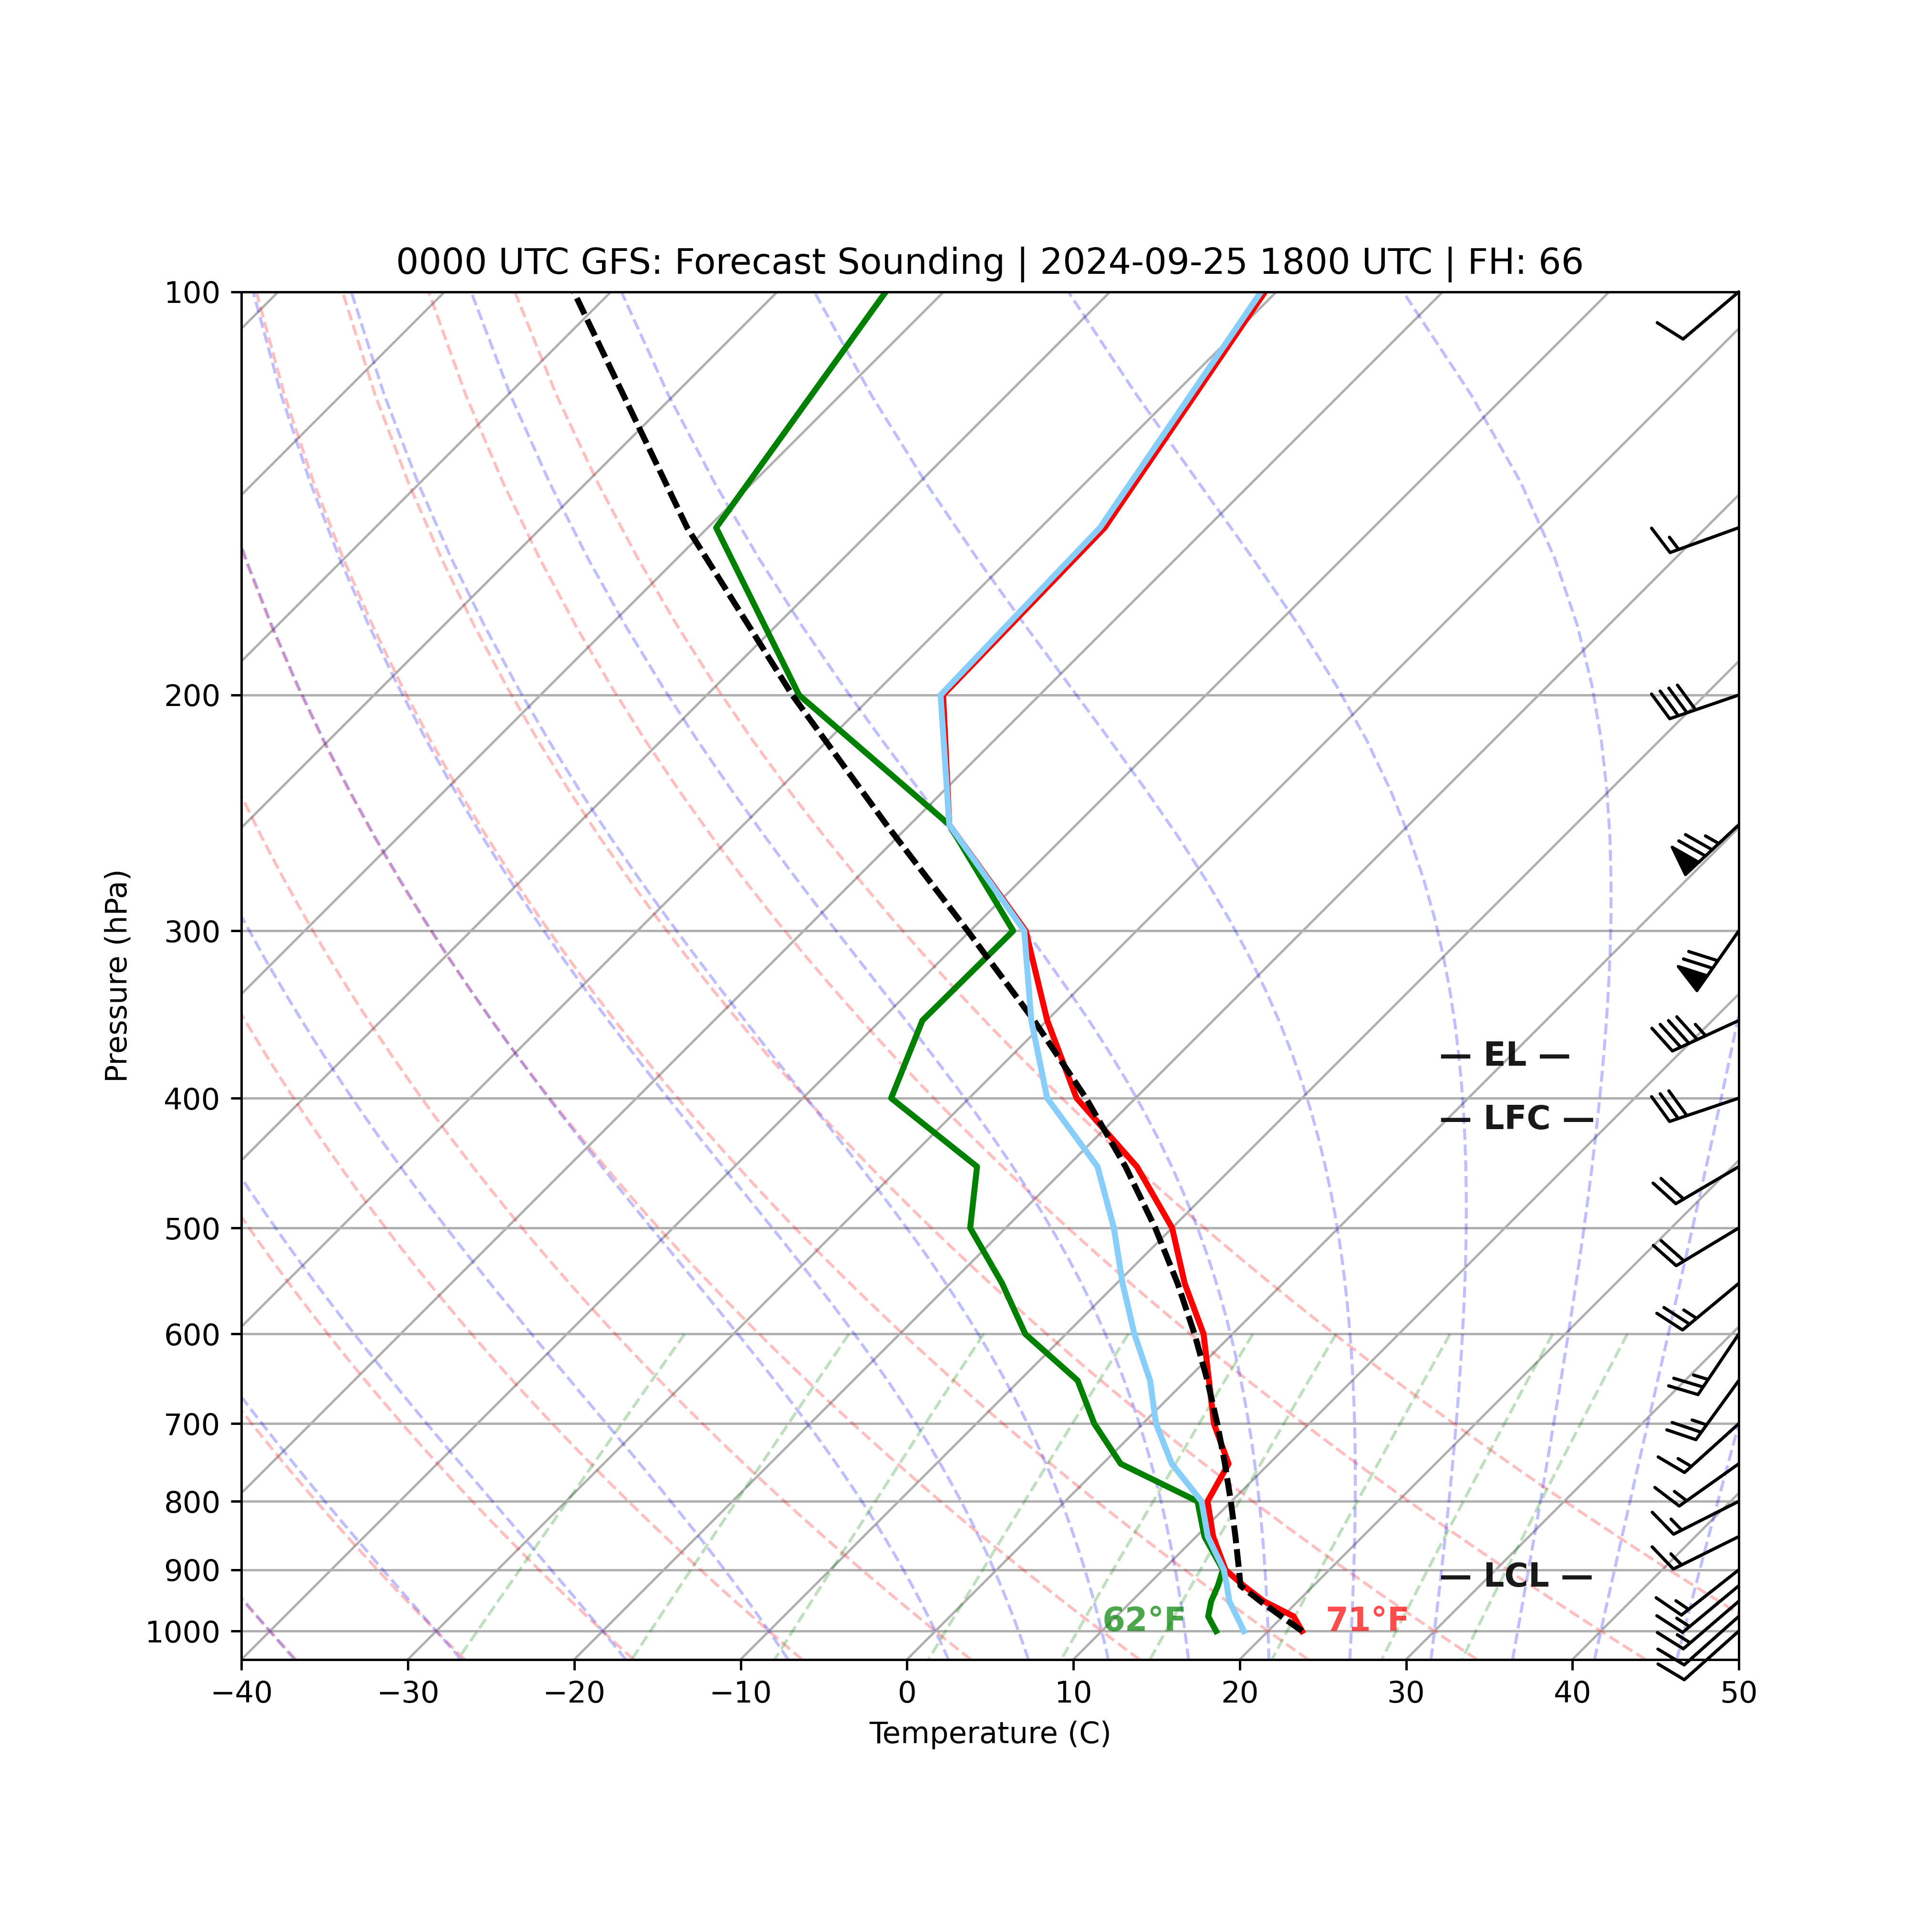 0000 UTC GFS: Forecast Sounding | 2024-09-25 1800 UTC | FH: 66
100
200
300
— EL —
400
— LFC —
500
600
700
800
900
— LCL —
62°F 71°F
1000
−40 −30 −20 −10 0 10 20 30 40 50
Temperature (C)
Pressure (hPa)